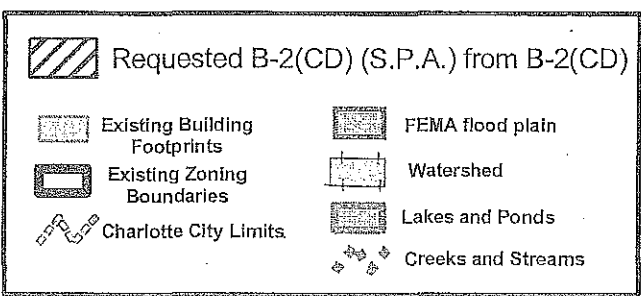 Requested B-2(CD) (S.P.A.) from B-2(CD)
Existing Building
Footprints
Existing Zoning
Boundaries
Charlotte City Limits
FEMA flood plain
Watershed
Lakes and Ponds
Creeks and Streams